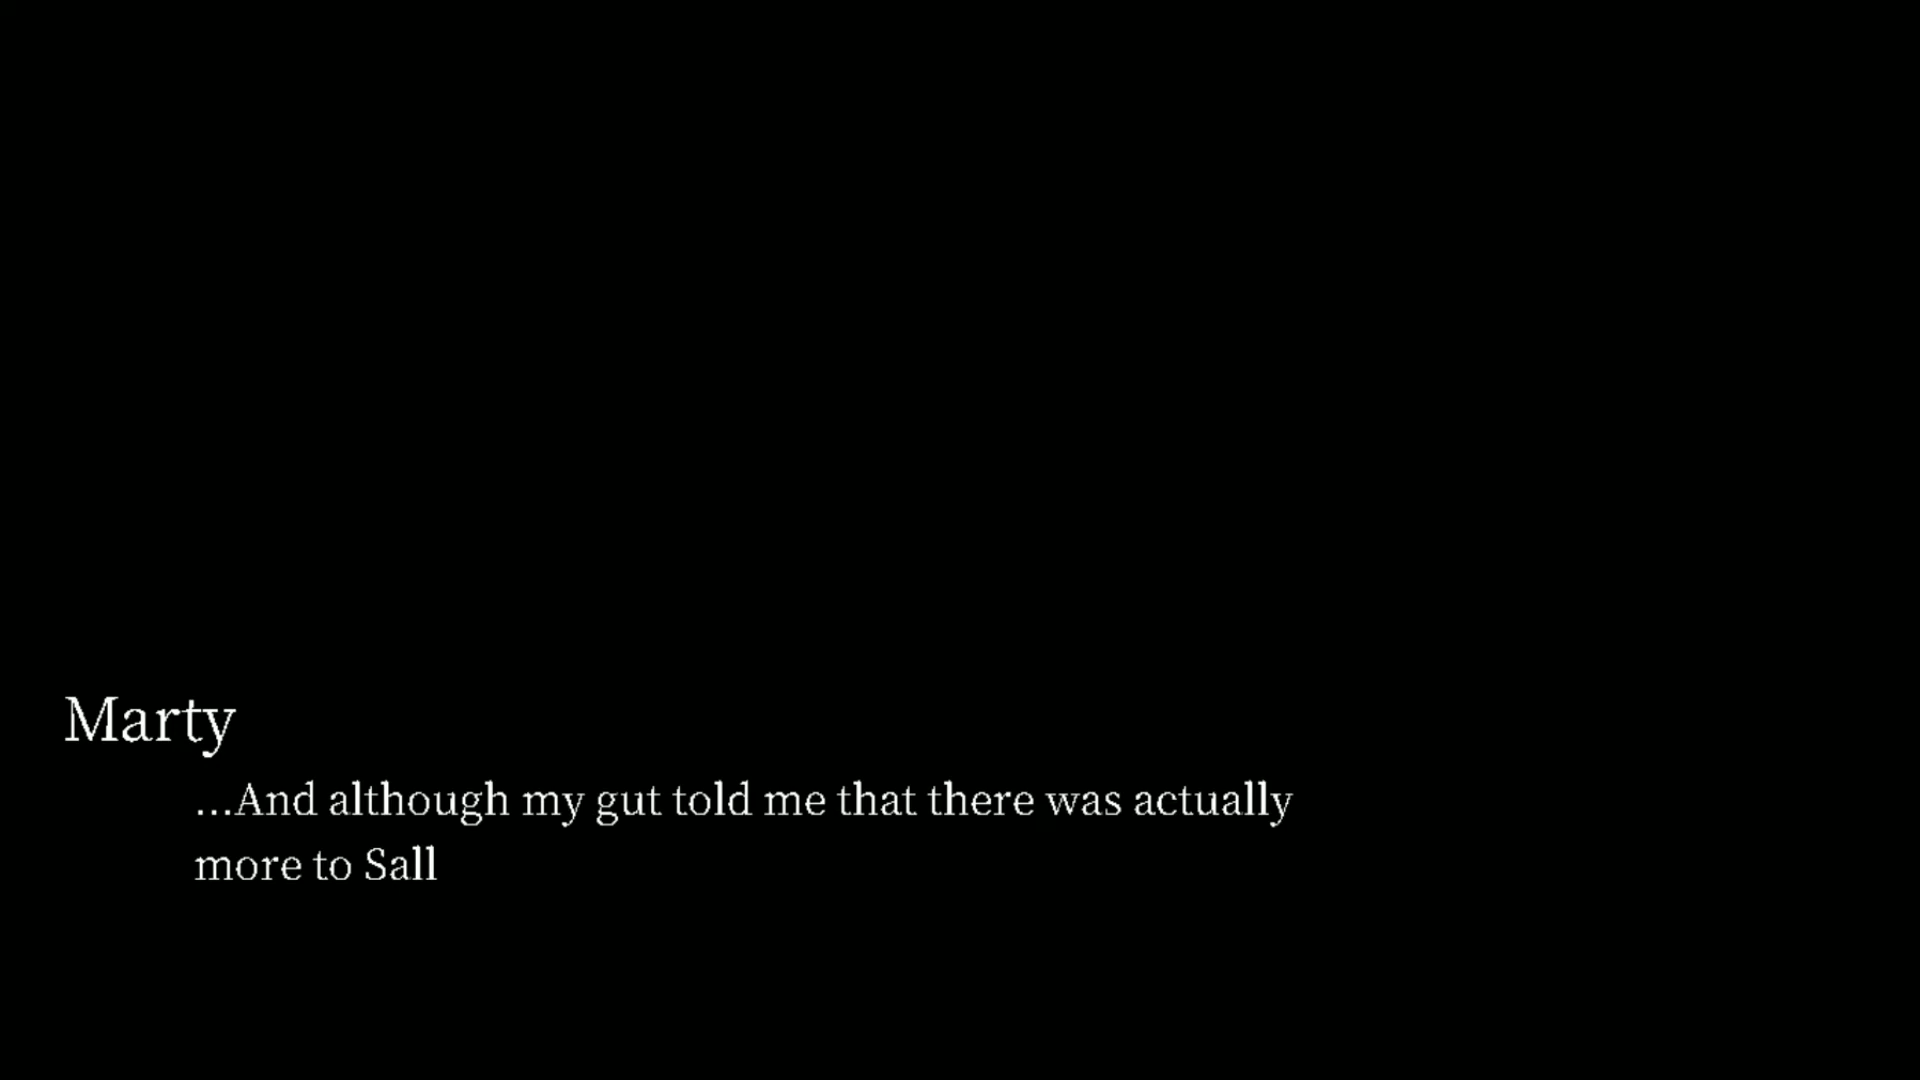 Marty
...And although my gut told me that there was actually
more to Sall